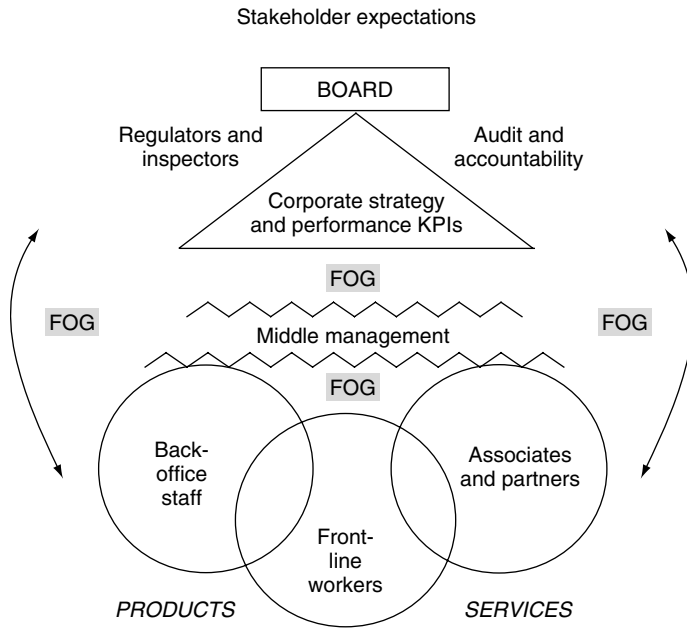 Stakeholder expectations
BOARD
Regulators and
inspectors
Audit and
accountability
Corporate strategy
and performance KPIs
FOG
FOG
FOG
Middle management
FOG
Back-
office
staff
Associates
and partners
Front-
line
workers
PRODUCTS
SERVICES